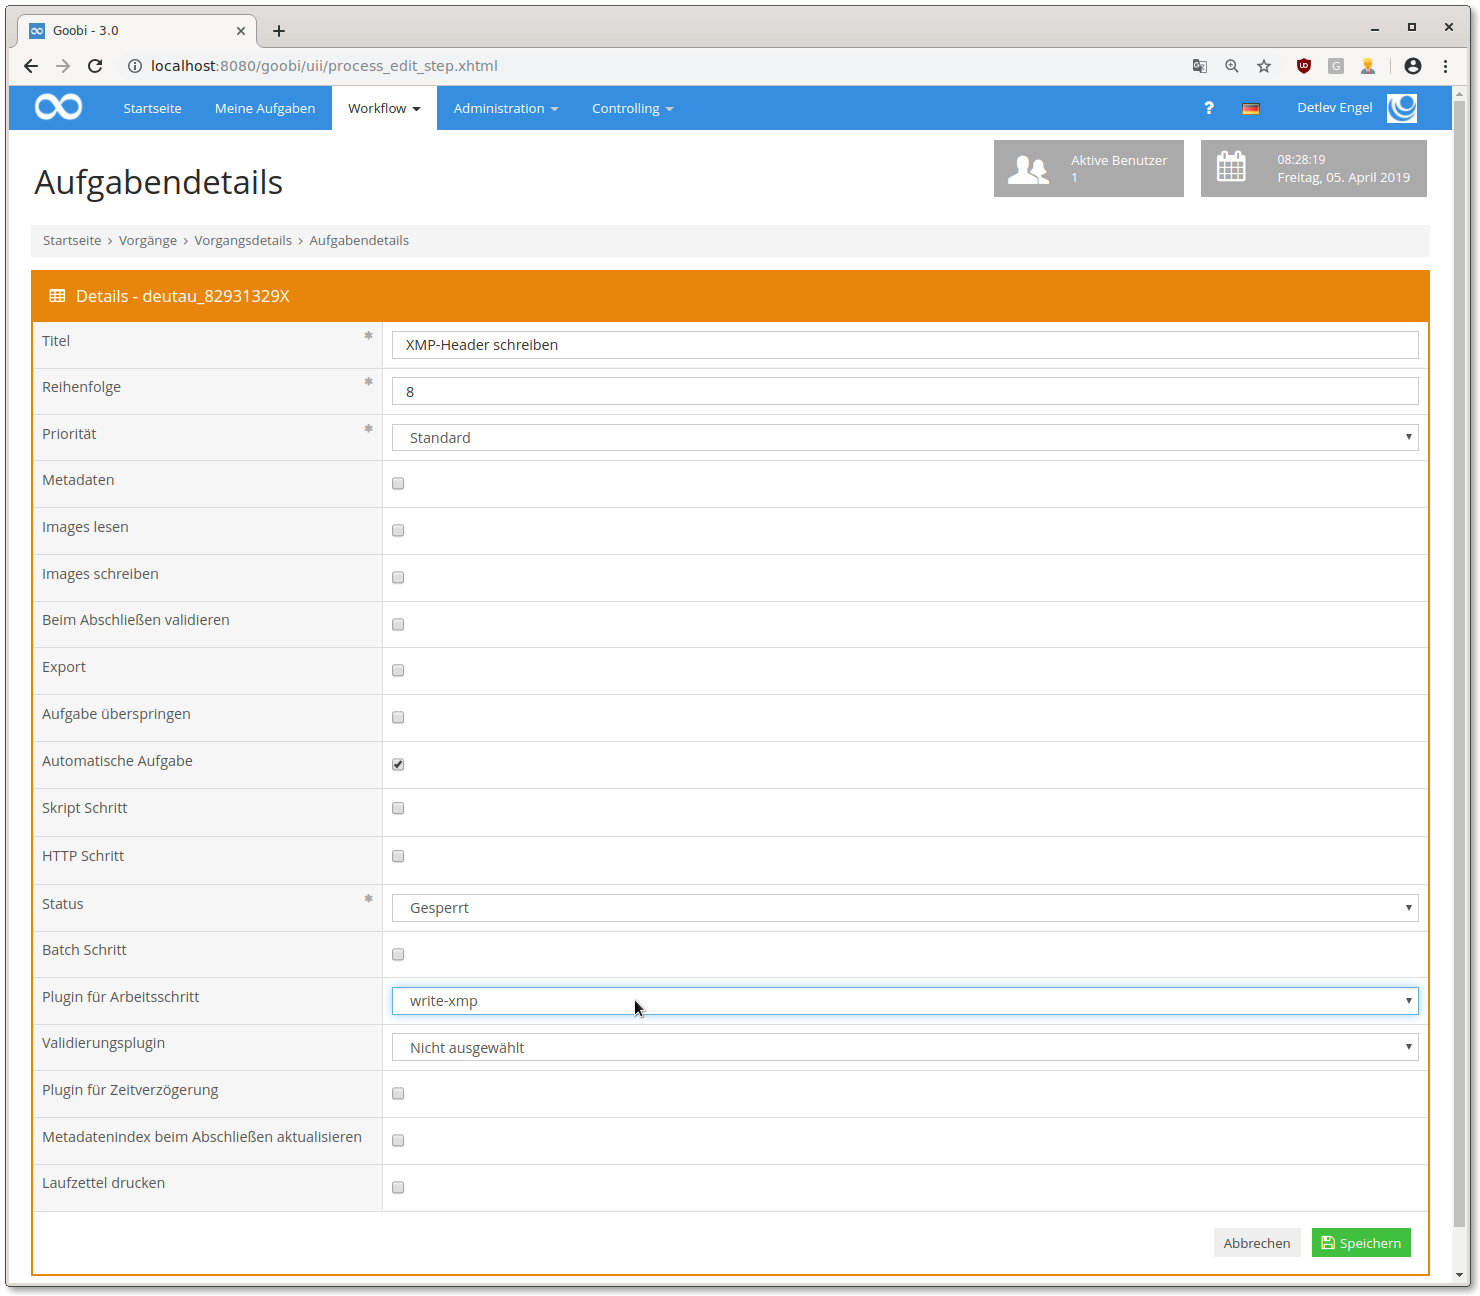 Goobi - 3.0
localhost:8080/goobi/uii/process_edit_step.xhtml
Startseite Meine Aufgaben Workflow Administration Controlling ? Detlev Engel
Aufgabendetails
Aktive Benutzer
1
08:28:19
Freitag, 05. April 2019
Startseite › Vorgänge › Vorgangsdetails › Aufgabendetails
Details - deutau_82931329X
Titel * XMP-Header schreiben
Reihenfolge * 8
Priorität * Standard
Metadaten
Images lesen
Images schreiben
Beim Abschließen validieren
Export
Aufgabe überspringen
Automatische Aufgabe
Skript Schritt
HTTP Schritt
Status * Gesperrt
Batch Schritt
Plugin für Arbeitsschritt write-xmp
Validierungsplugin Nicht ausgewählt
Plugin für Zeitverzögerung
Metadatenindex beim Abschließen aktualisieren
Laufzettel drucken
Abbrechen Speichern